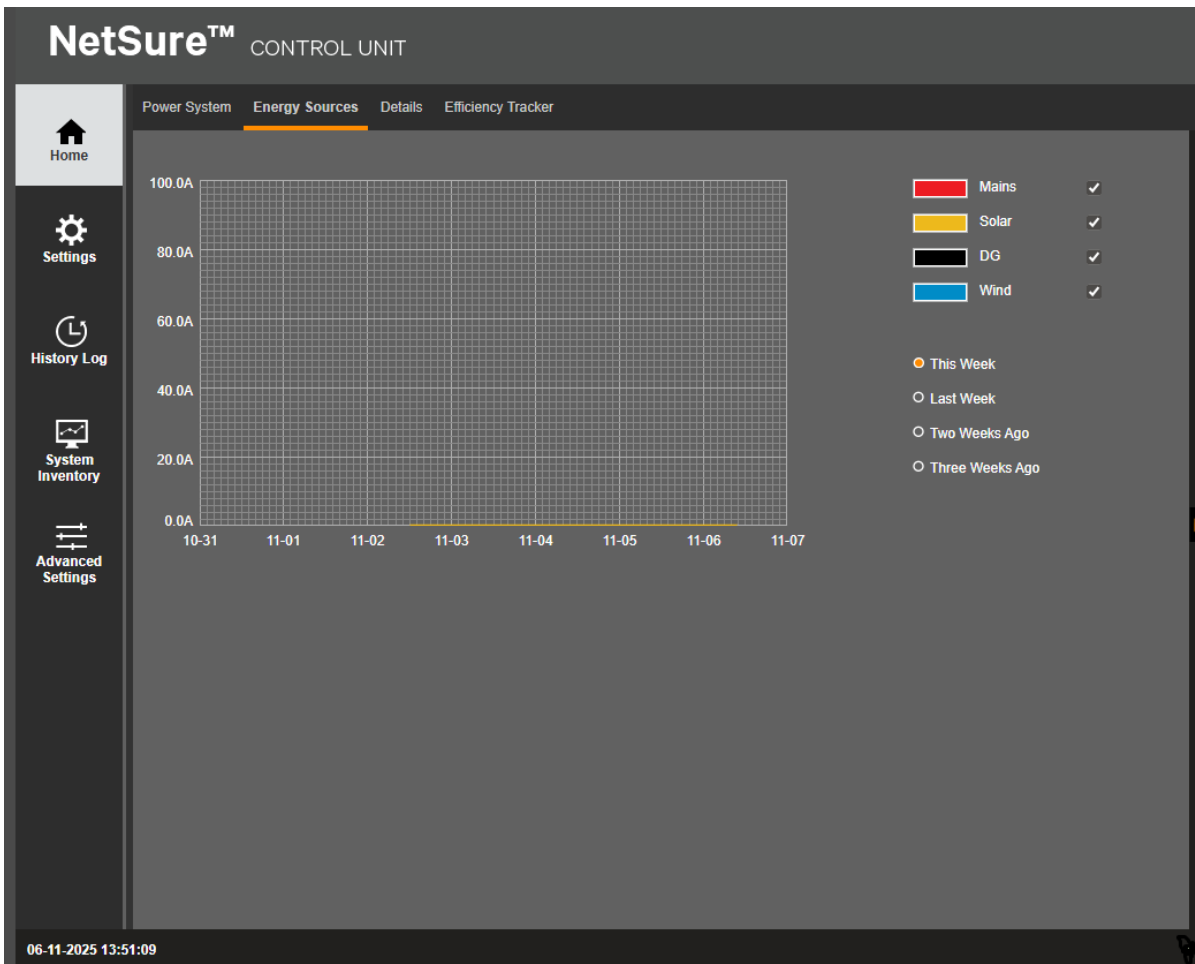 NetSure™ CONTROL UNIT
Home
Settings
History Log
System
Inventory
Advanced
Settings
Power System Energy Sources Details Efficiency Tracker
100.0A
80.0A
60.0A
40.0A
20.0A
0.0A
10-31 11-01 11-02 11-03 11-04 11-05 11-06 11-07
Mains
Solar
DG
Wind
This Week
Last Week
Two Weeks Ago
Three Weeks Ago
06-11-2025 13:51:09